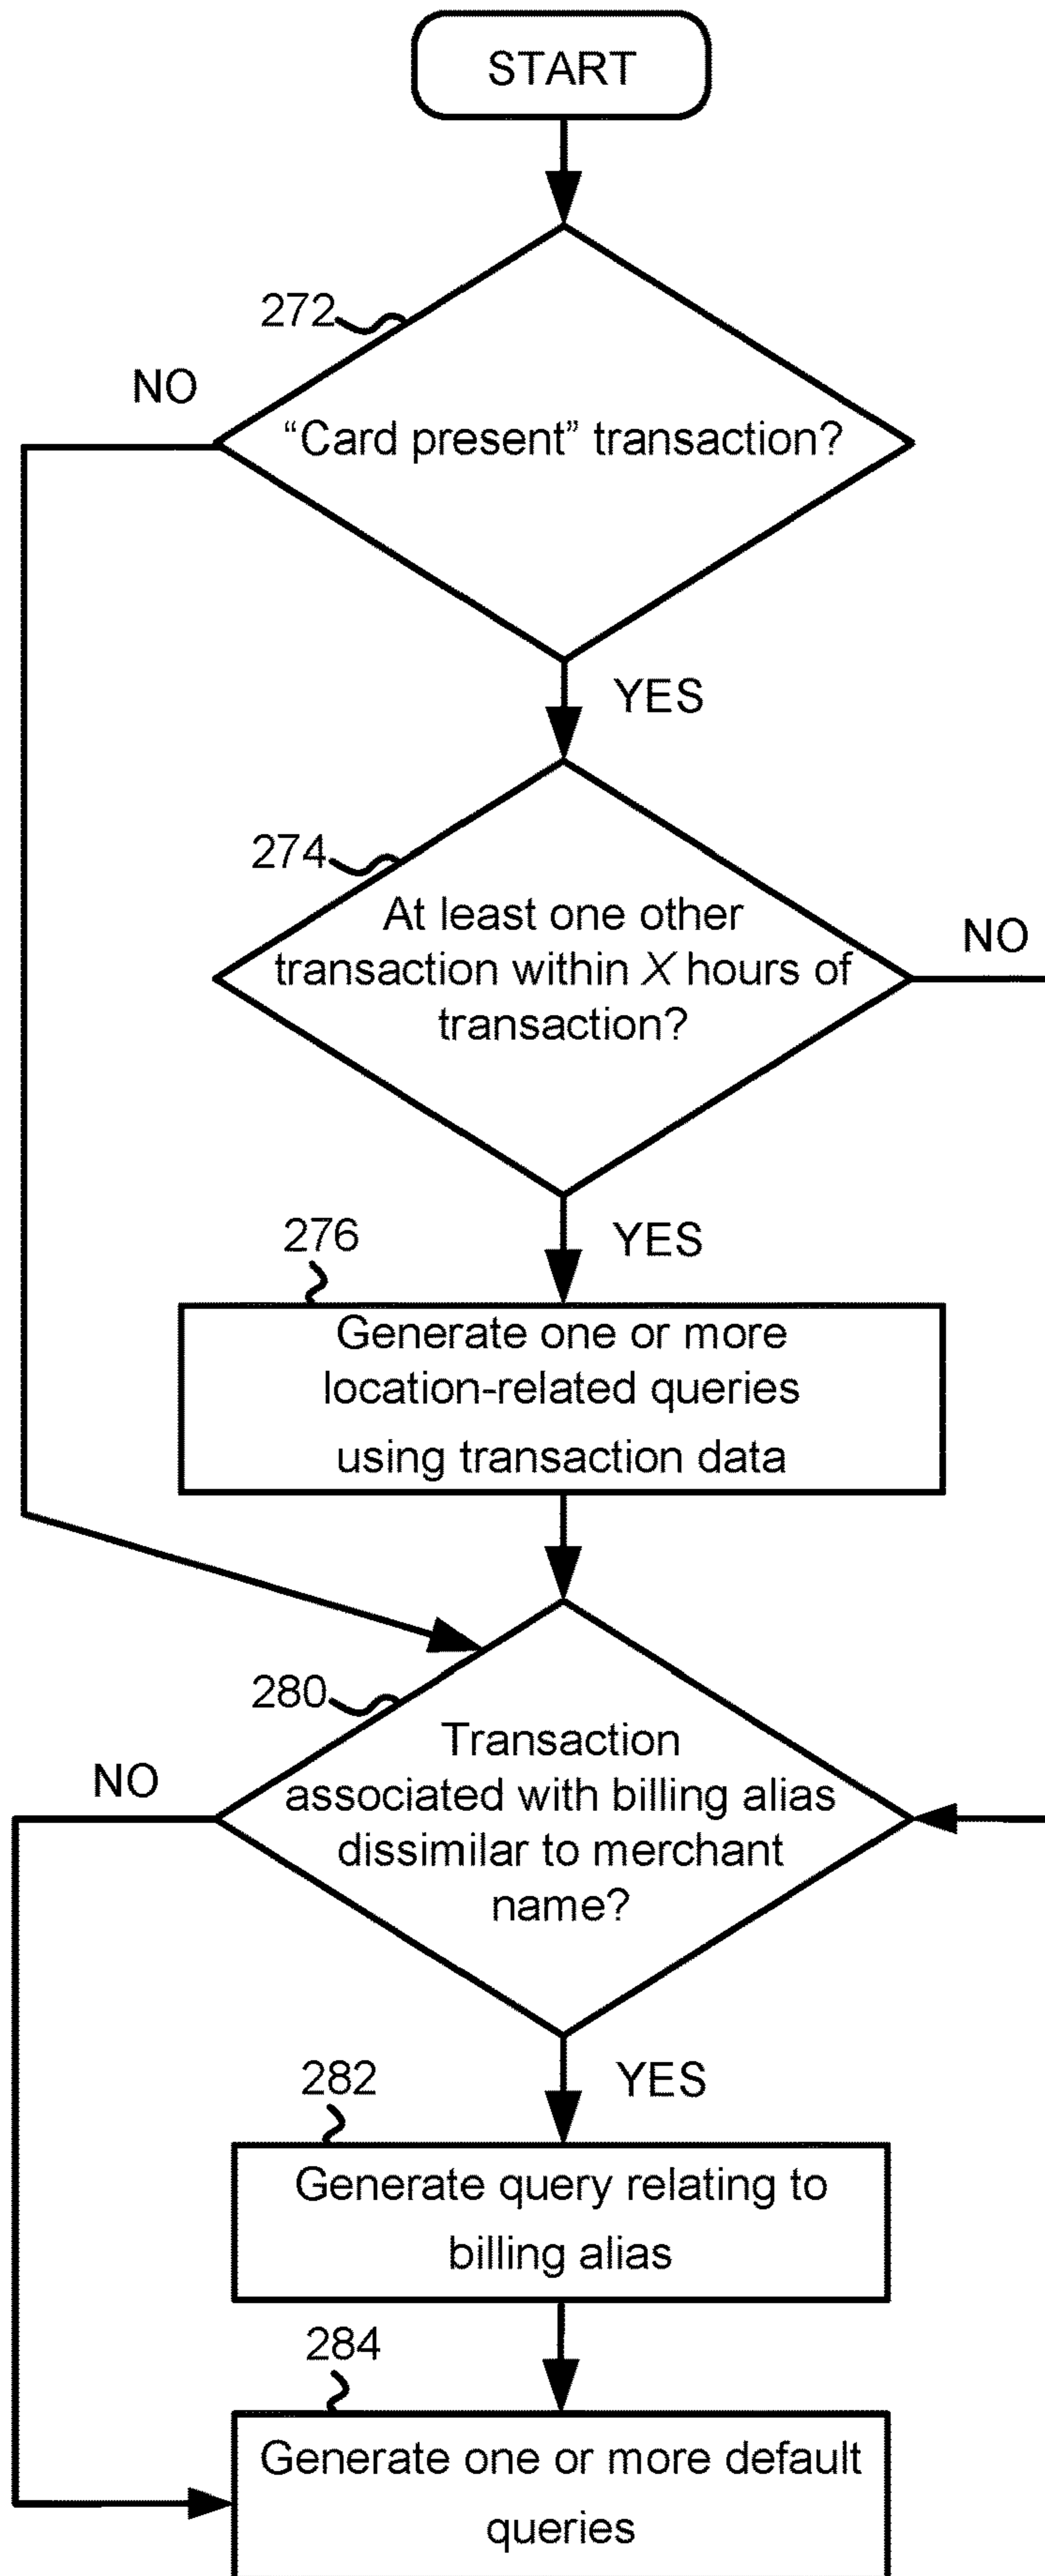 START
272
NO
“Card present” transaction?
YES
274
At least one other
transaction within X hours of
transaction?
NO
YES
276
Generate one or more
location-related queries
using transaction data
280
NO
Transaction
associated with billing alias
dissimilar to merchant
name?
YES
282
Generate query relating to
billing alias
284
Generate one or more default
queries